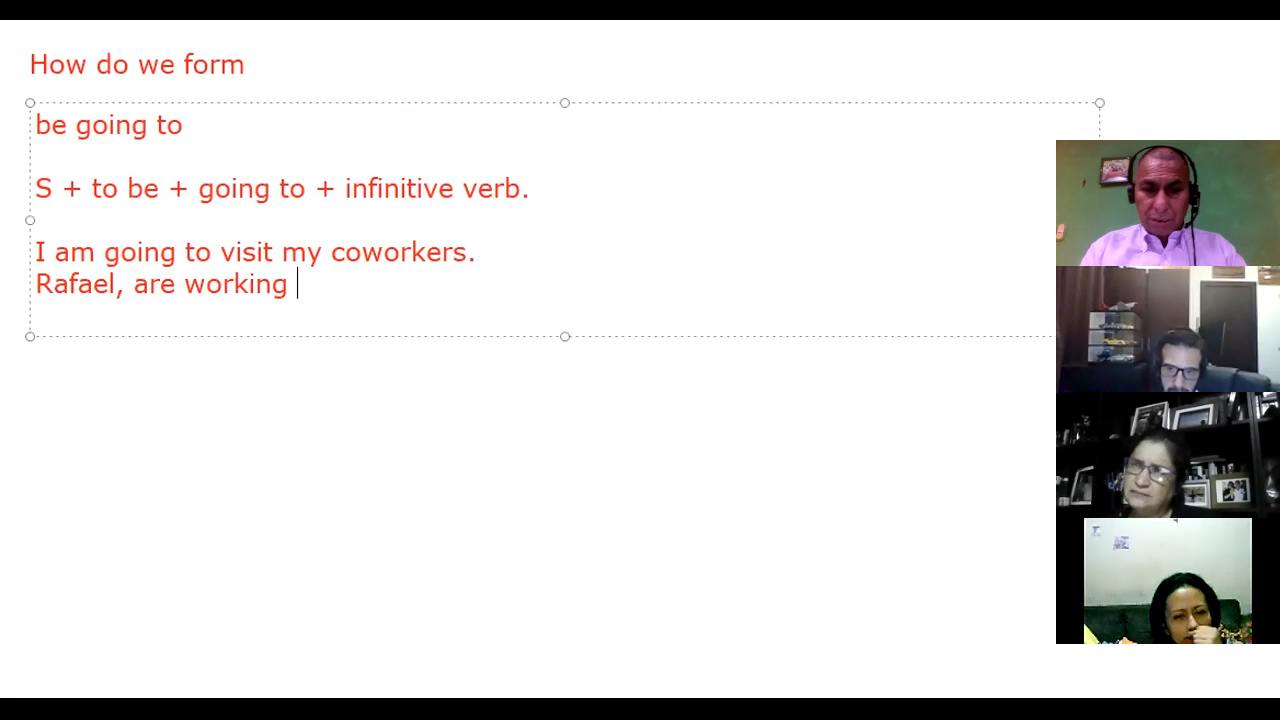 How do we form
be going to
S + to be + going to + infinitive verb.
I am going to visit my coworkers.
Rafael, are working